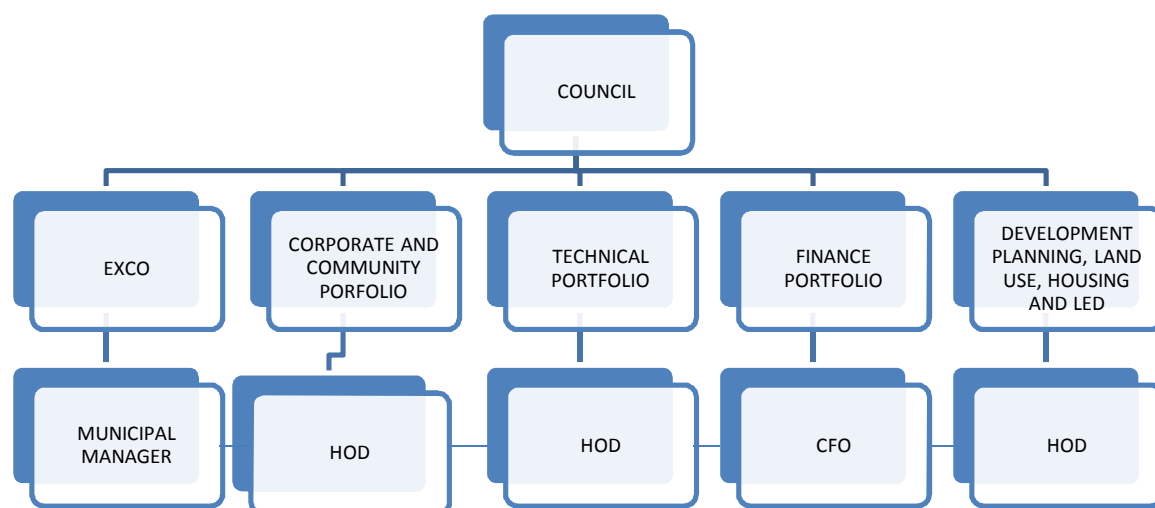 COUNCIL
EXCO
CORPORATE AND
COMMUNITY
PORFOLIO
TECHNICAL
PORTFOLIO
FINANCE
PORTFOLIO
DEVELOPMENT
PLANNING, LAND
USE, HOUSING
AND LED
MUNICIPAL
MANAGER
HOD
HOD
CFO
HOD